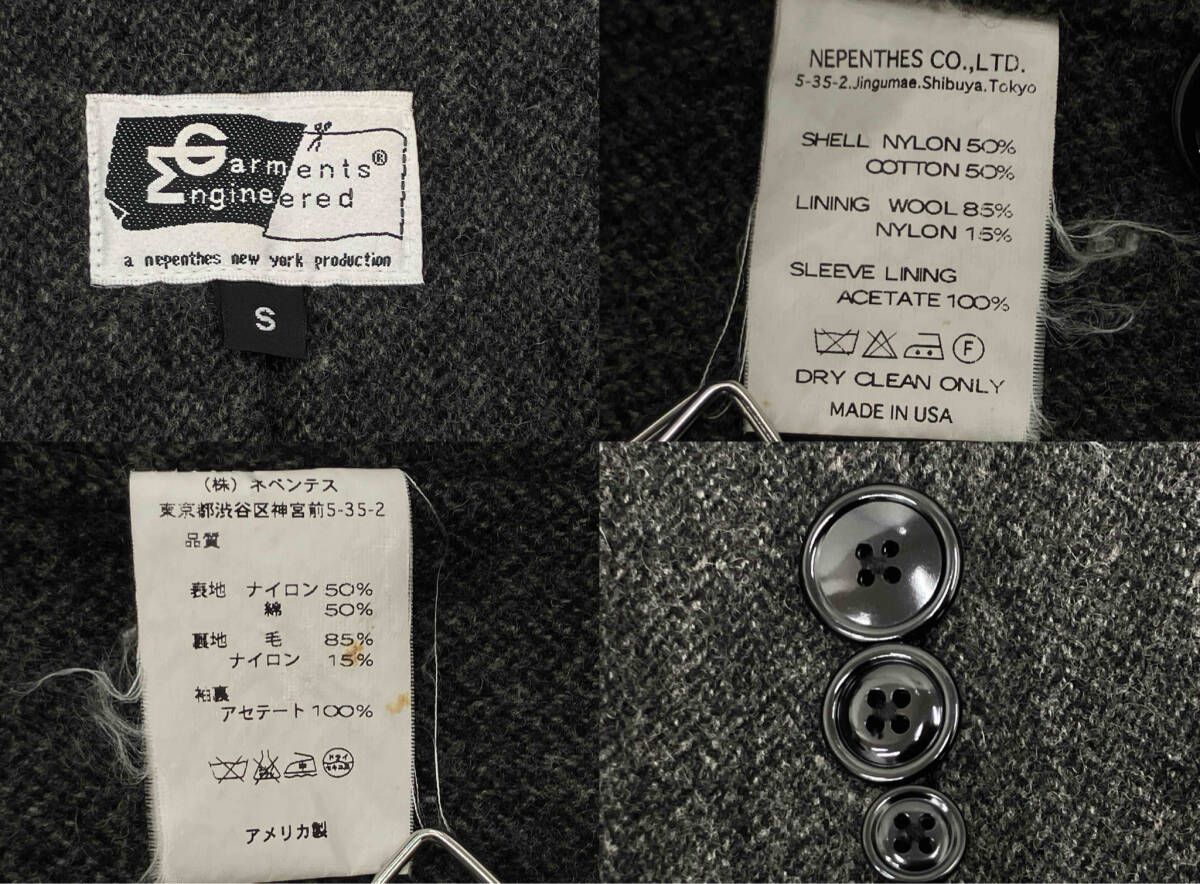 Garments®
Engineered
a nepenthes new york production
S
NEPENTHES CO.,LTD.
5-35-2.Jingumae.Shibuya.Tokyo
SHELL NYLON 50%
COTTON 50%
LINING WOOL 85%
NYLON 15%
SLEEVE LINING
ACETATE 100%
F
DRY CLEAN ONLY
MADE IN USA
(株)ネペンテス
東京都渋谷区神宮前5-35-2
品質
表地 ナイロン 50%
綿 50%
裏地 毛 85%
ナイロン 15%
袖裏
アセテート 100%
アメリカ製